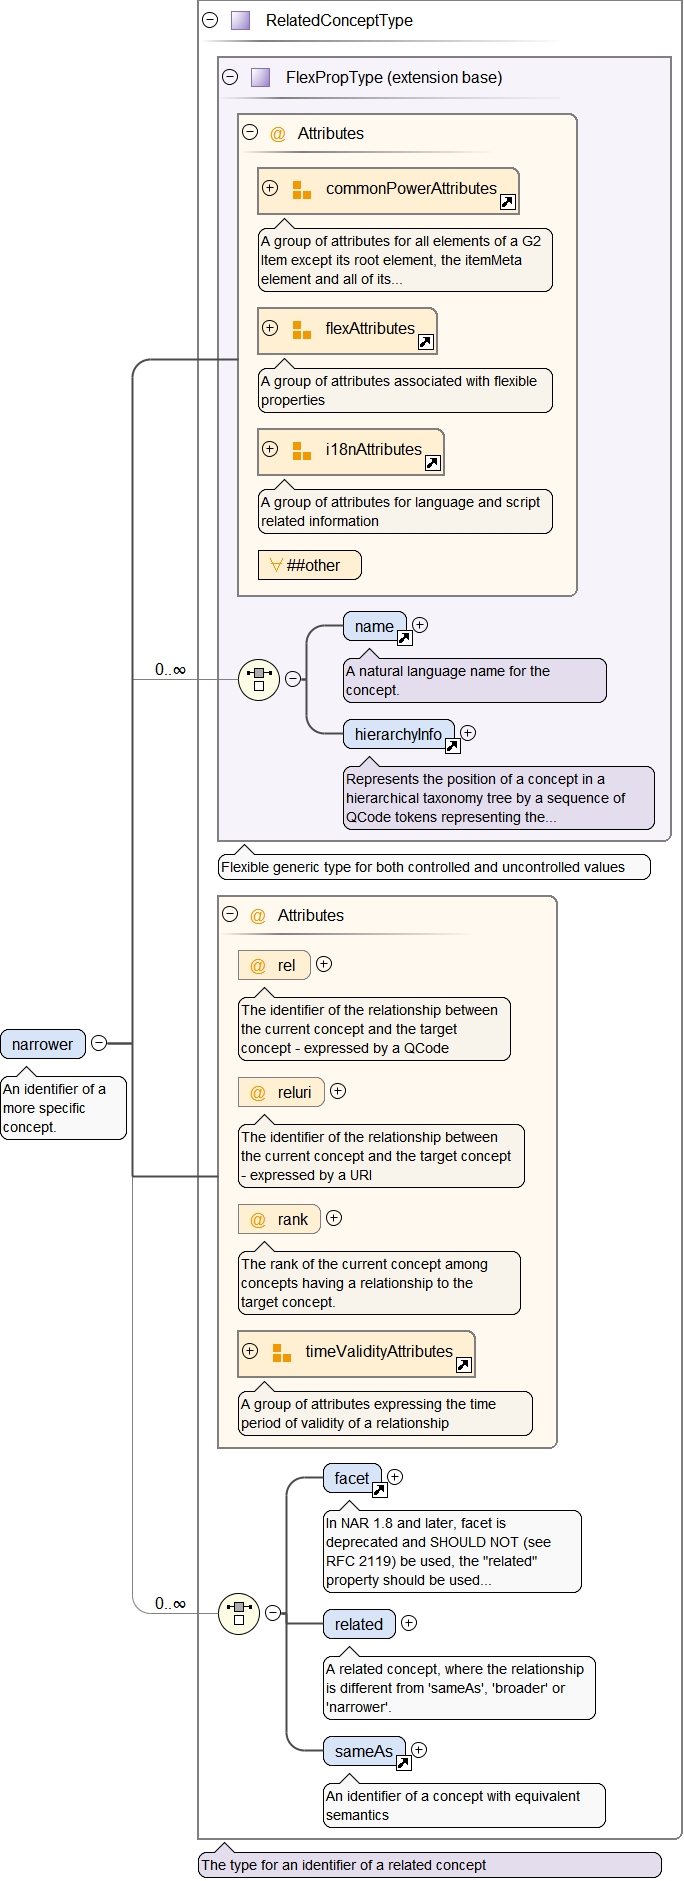 RelatedConceptType
FlexPropType (extension base)
@ Attributes
commonPowerAttributes
A group of attributes for all elements of a G2
Item except its root element, the itemMeta
element and all of its...
flexAttributes
A group of attributes associated with flexible
properties
i18nAttributes
A group of attributes for language and script
related information
##other
0..∞
name
A natural language name for the
concept.
hierarchyInfo
Represents the position of a concept in a
hierarchical taxonomy tree by a sequence of
QCode tokens representing the...
Flexible generic type for both controlled and uncontrolled values
@ Attributes
@ rel
The identifier of the relationship between
the current concept and the target
concept - expressed by a QCode
narrower
An identifier of a
more specific
concept.
@ reluri
The identifier of the relationship between
the current concept and the target concept
- expressed by a URI
@ rank
The rank of the current concept among
concepts having a relationship to the
target concept.
timeValidityAttributes
A group of attributes expressing the time
period of validity of a relationship
0..∞
facet
In NAR 1.8 and later, facet is
deprecated and SHOULD NOT (see
RFC 2119) be used, the "related"
property should be used...
related
A related concept, where the relationship
is different from 'sameAs', 'broader' or
'narrower'.
sameAs
An identifier of a concept with equivalent
semantics
The type for an identifier of a related concept